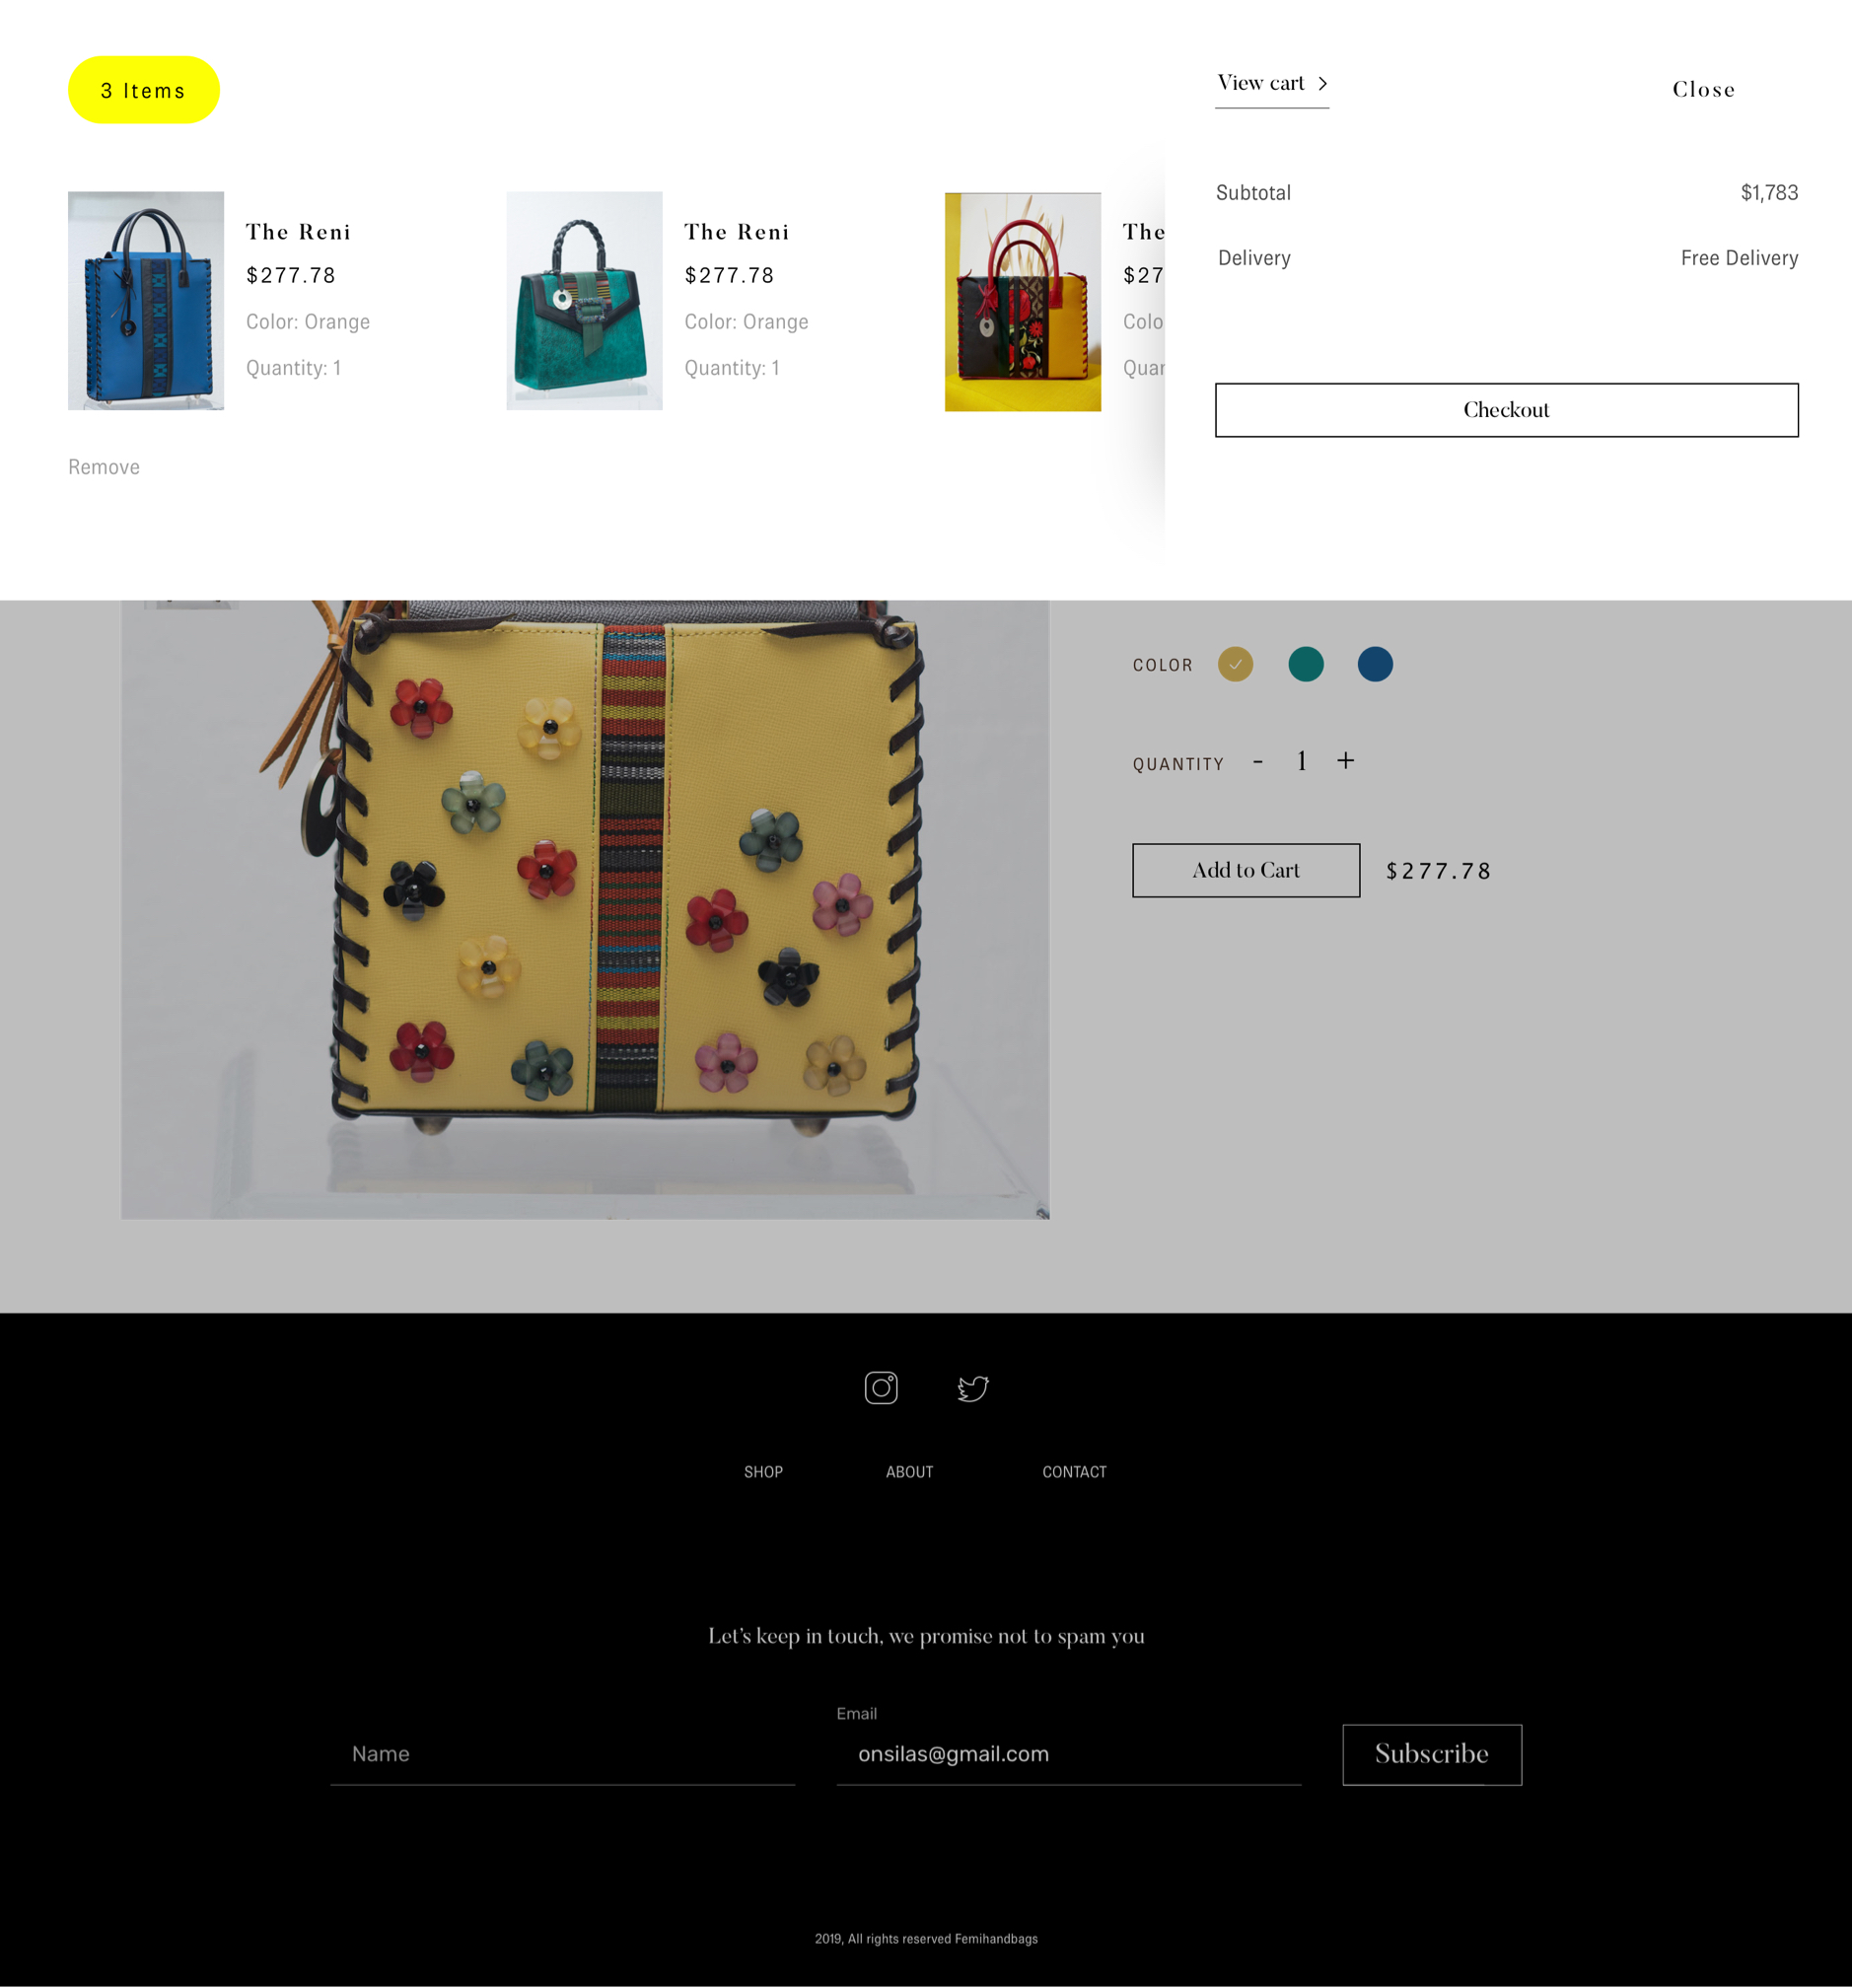 3 Items
View cart >
Close
The Reni
$277.78
Color: Orange
Quantity: 1
Remove
The Reni
$277.78
Color: Orange
Quantity: 1
The
$27
Colo
Quan
Subtotal $1,783
Delivery Free Delivery
Checkout
COLOR
QUANTITY - 1 +
Add to Cart $277.78
SHOP ABOUT CONTACT
Let's keep in touch, we promise not to spam you
Email
Name
onsilas@gmail.com
Subscribe
2019, All rights reserved Femihandbags